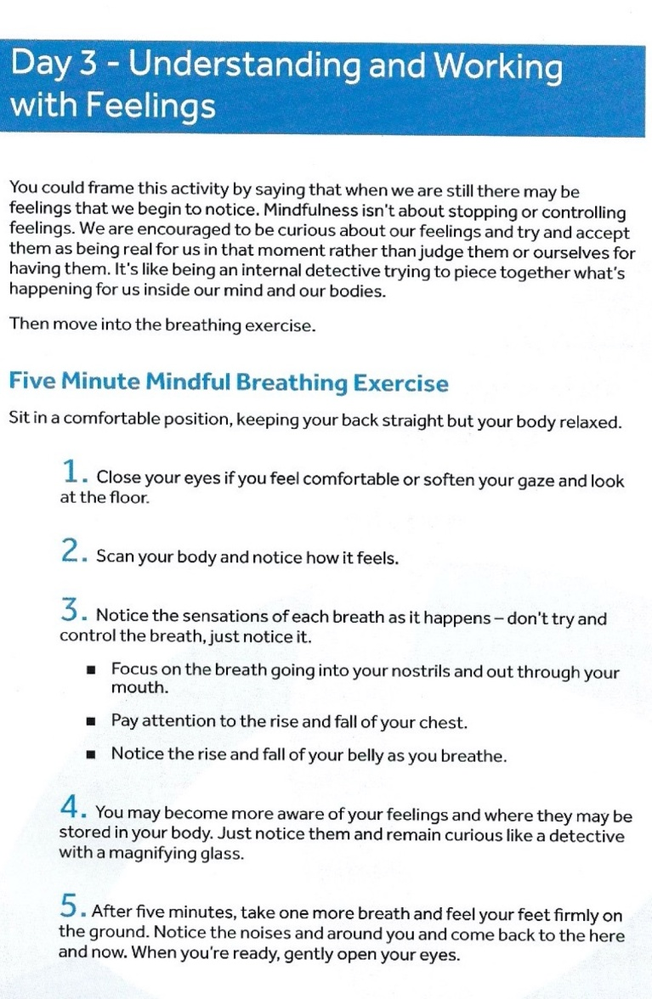 Day 3 - Understanding and Working
with Feelings
You could frame this activity by saying that when we are still there may be
feelings that we begin to notice. Mindfulness isn't about stopping or controlling
feelings. We are encouraged to be curious about our feelings and try and accept
them as being real for us in that moment rather than judge them or ourselves for
having them. It's like being an internal detective trying to piece together what's
happening for us inside our mind and our bodies.
Then move into the breathing exercise.
Five Minute Mindful Breathing Exercise
Sit in a comfortable position, keeping your back straight but your body relaxed.
1. Close your eyes if you feel comfortable or soften your gaze and look
at the floor.
2. Scan your body and notice how it feels.
3. Notice the sensations of each breath as it happens – don't try and
control the breath, just notice it.
■ Focus on the breath going into your nostrils and out through your
mouth.
■ Pay attention to the rise and fall of your chest.
■ Notice the rise and fall of your belly as you breathe.
4. You may become more aware of your feelings and where they may be
stored in your body. Just notice them and remain curious like a detective
with a magnifying glass.
5. After five minutes, take one more breath and feel your feet firmly on
the ground. Notice the noises and around you and come back to the here
and now. When you're ready, gently open your eyes.